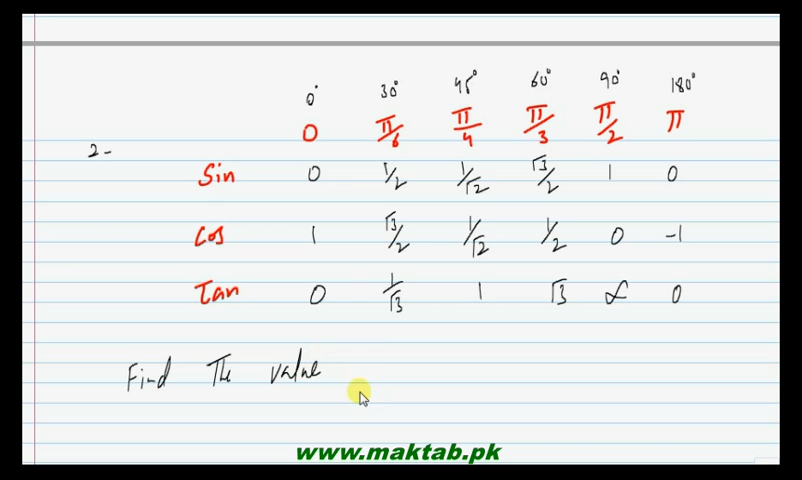 0° 30° 45° 60° 90° 180°
0 π/6 π/4 π/3 π/2 π
2-
Sin 0 1/2 1/√2 √3/2 1 0
Cos 1 √3/2 1/√2 1/2 0 -1
Tan 0 1/√3 1 √3 ∝ 0
Find The value
www.maktab.pk